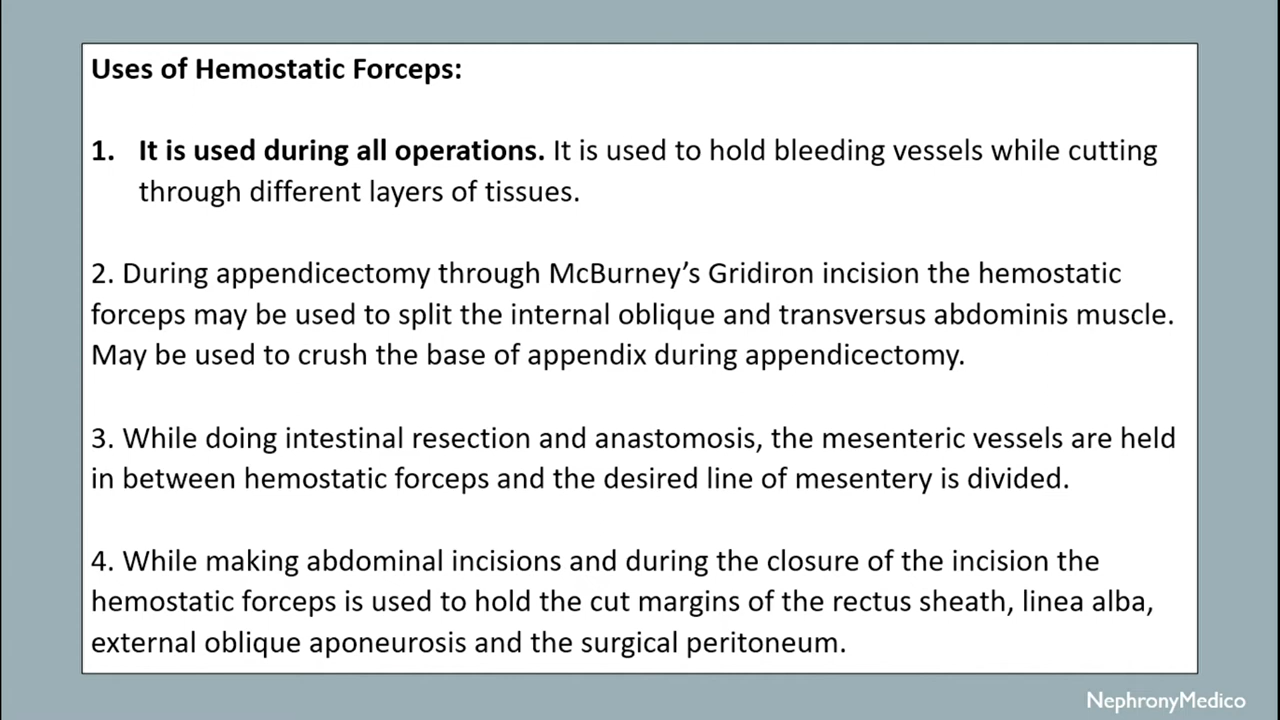 Uses of Hemostatic Forceps:
1. It is used during all operations. It is used to hold bleeding vessels while cutting
through different layers of tissues.
2. During appendicectomy through McBurney’s Gridiron incision the hemostatic
forceps may be used to split the internal oblique and transversus abdominis muscle.
May be used to crush the base of appendix during appendicectomy.
3. While doing intestinal resection and anastomosis, the mesenteric vessels are held
in between hemostatic forceps and the desired line of mesentery is divided.
4. While making abdominal incisions and during the closure of the incision the
hemostatic forceps is used to hold the cut margins of the rectus sheath, linea alba,
external oblique aponeurosis and the surgical peritoneum.
NephronyMedico